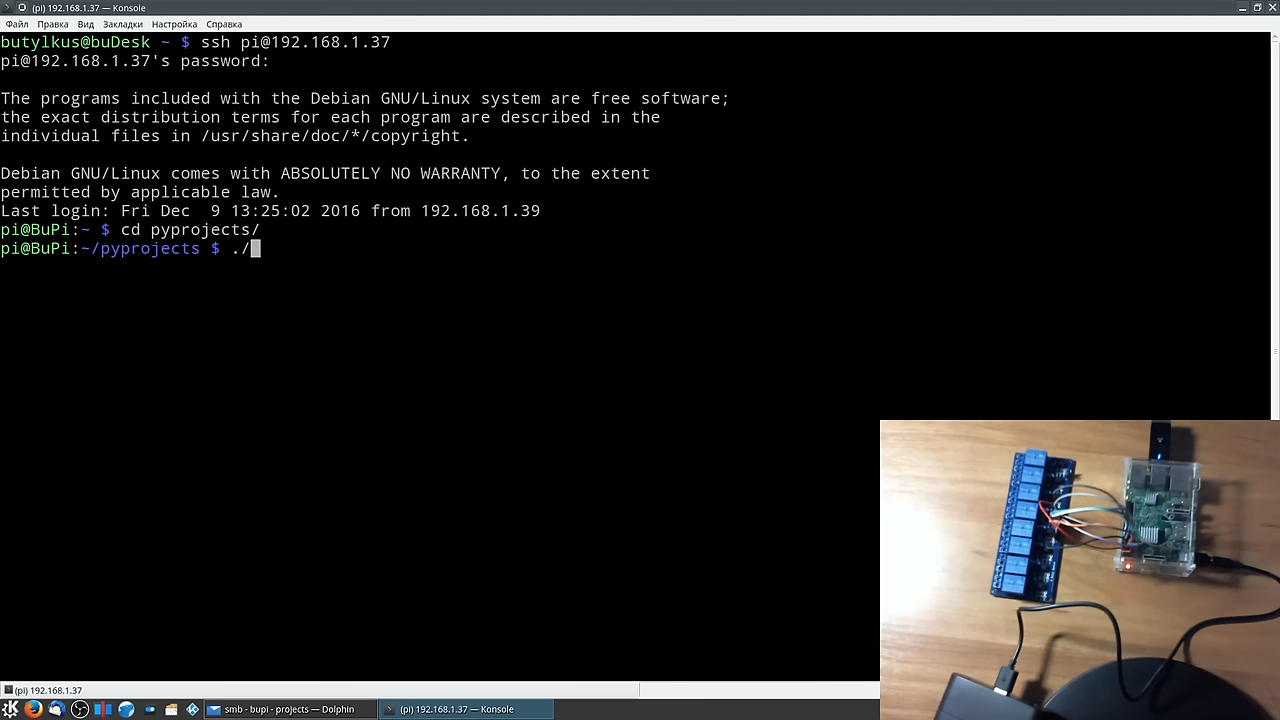 (pi) 192.168.1.37 — Konsole
Файл Правка Вид Закладки Настройка Справка
butylkus@buDesk ~ $ ssh pi@192.168.1.37
pi@192.168.1.37's password:
The programs included with the Debian GNU/Linux system are free software;
the exact distribution terms for each program are described in the
individual files in /usr/share/doc/*/copyright.
Debian GNU/Linux comes with ABSOLUTELY NO WARRANTY, to the extent
permitted by applicable law.
Last login: Fri Dec  9 13:25:02 2016 from 192.168.1.39
pi@BuPi:~ $ cd pyprojects/
pi@BuPi:~/pyprojects $ ./
(pi) 192.168.1.37
smb - bupi - projects — Dolphin
(pi) 192.168.1.37 — Konsole